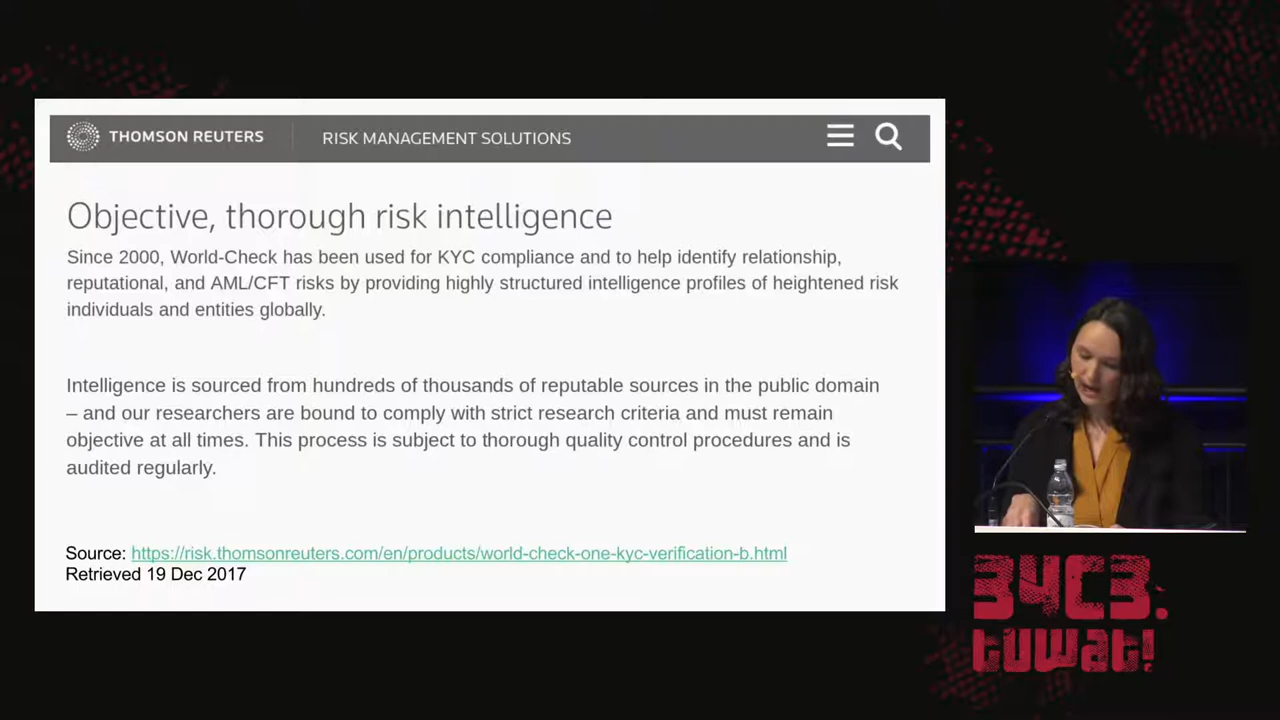 THOMSON REUTERS
RISK MANAGEMENT SOLUTIONS
Objective, thorough risk intelligence
Since 2000, World-Check has been used for KYC compliance and to help identify relationship,
reputational, and AML/CFT risks by providing highly structured intelligence profiles of heightened risk
individuals and entities globally.
Intelligence is sourced from hundreds of thousands of reputable sources in the public domain
– and our researchers are bound to comply with strict research criteria and must remain
objective at all times. This process is subject to thorough quality control procedures and is
audited regularly.
Source: https://risk.thomsonreuters.com/en/products/world-check-one-kyc-verification-b.html
Retrieved 19 Dec 2017
34C3.
tuwat!